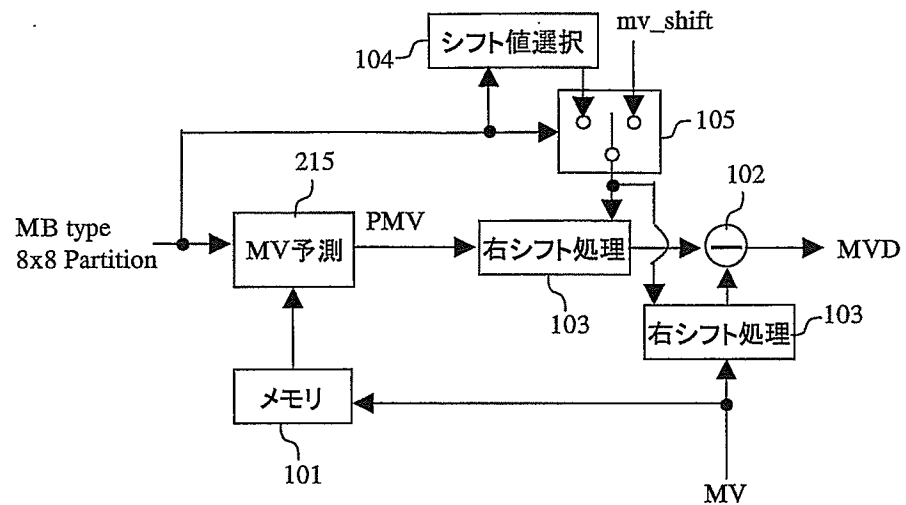 mv_shift
シフト値選択
104
105
215
102
MB type
8x8 Partition
MV予測
PMV
右シフト処理
MVD
103
右シフト処理
103
メモリ
101
MV